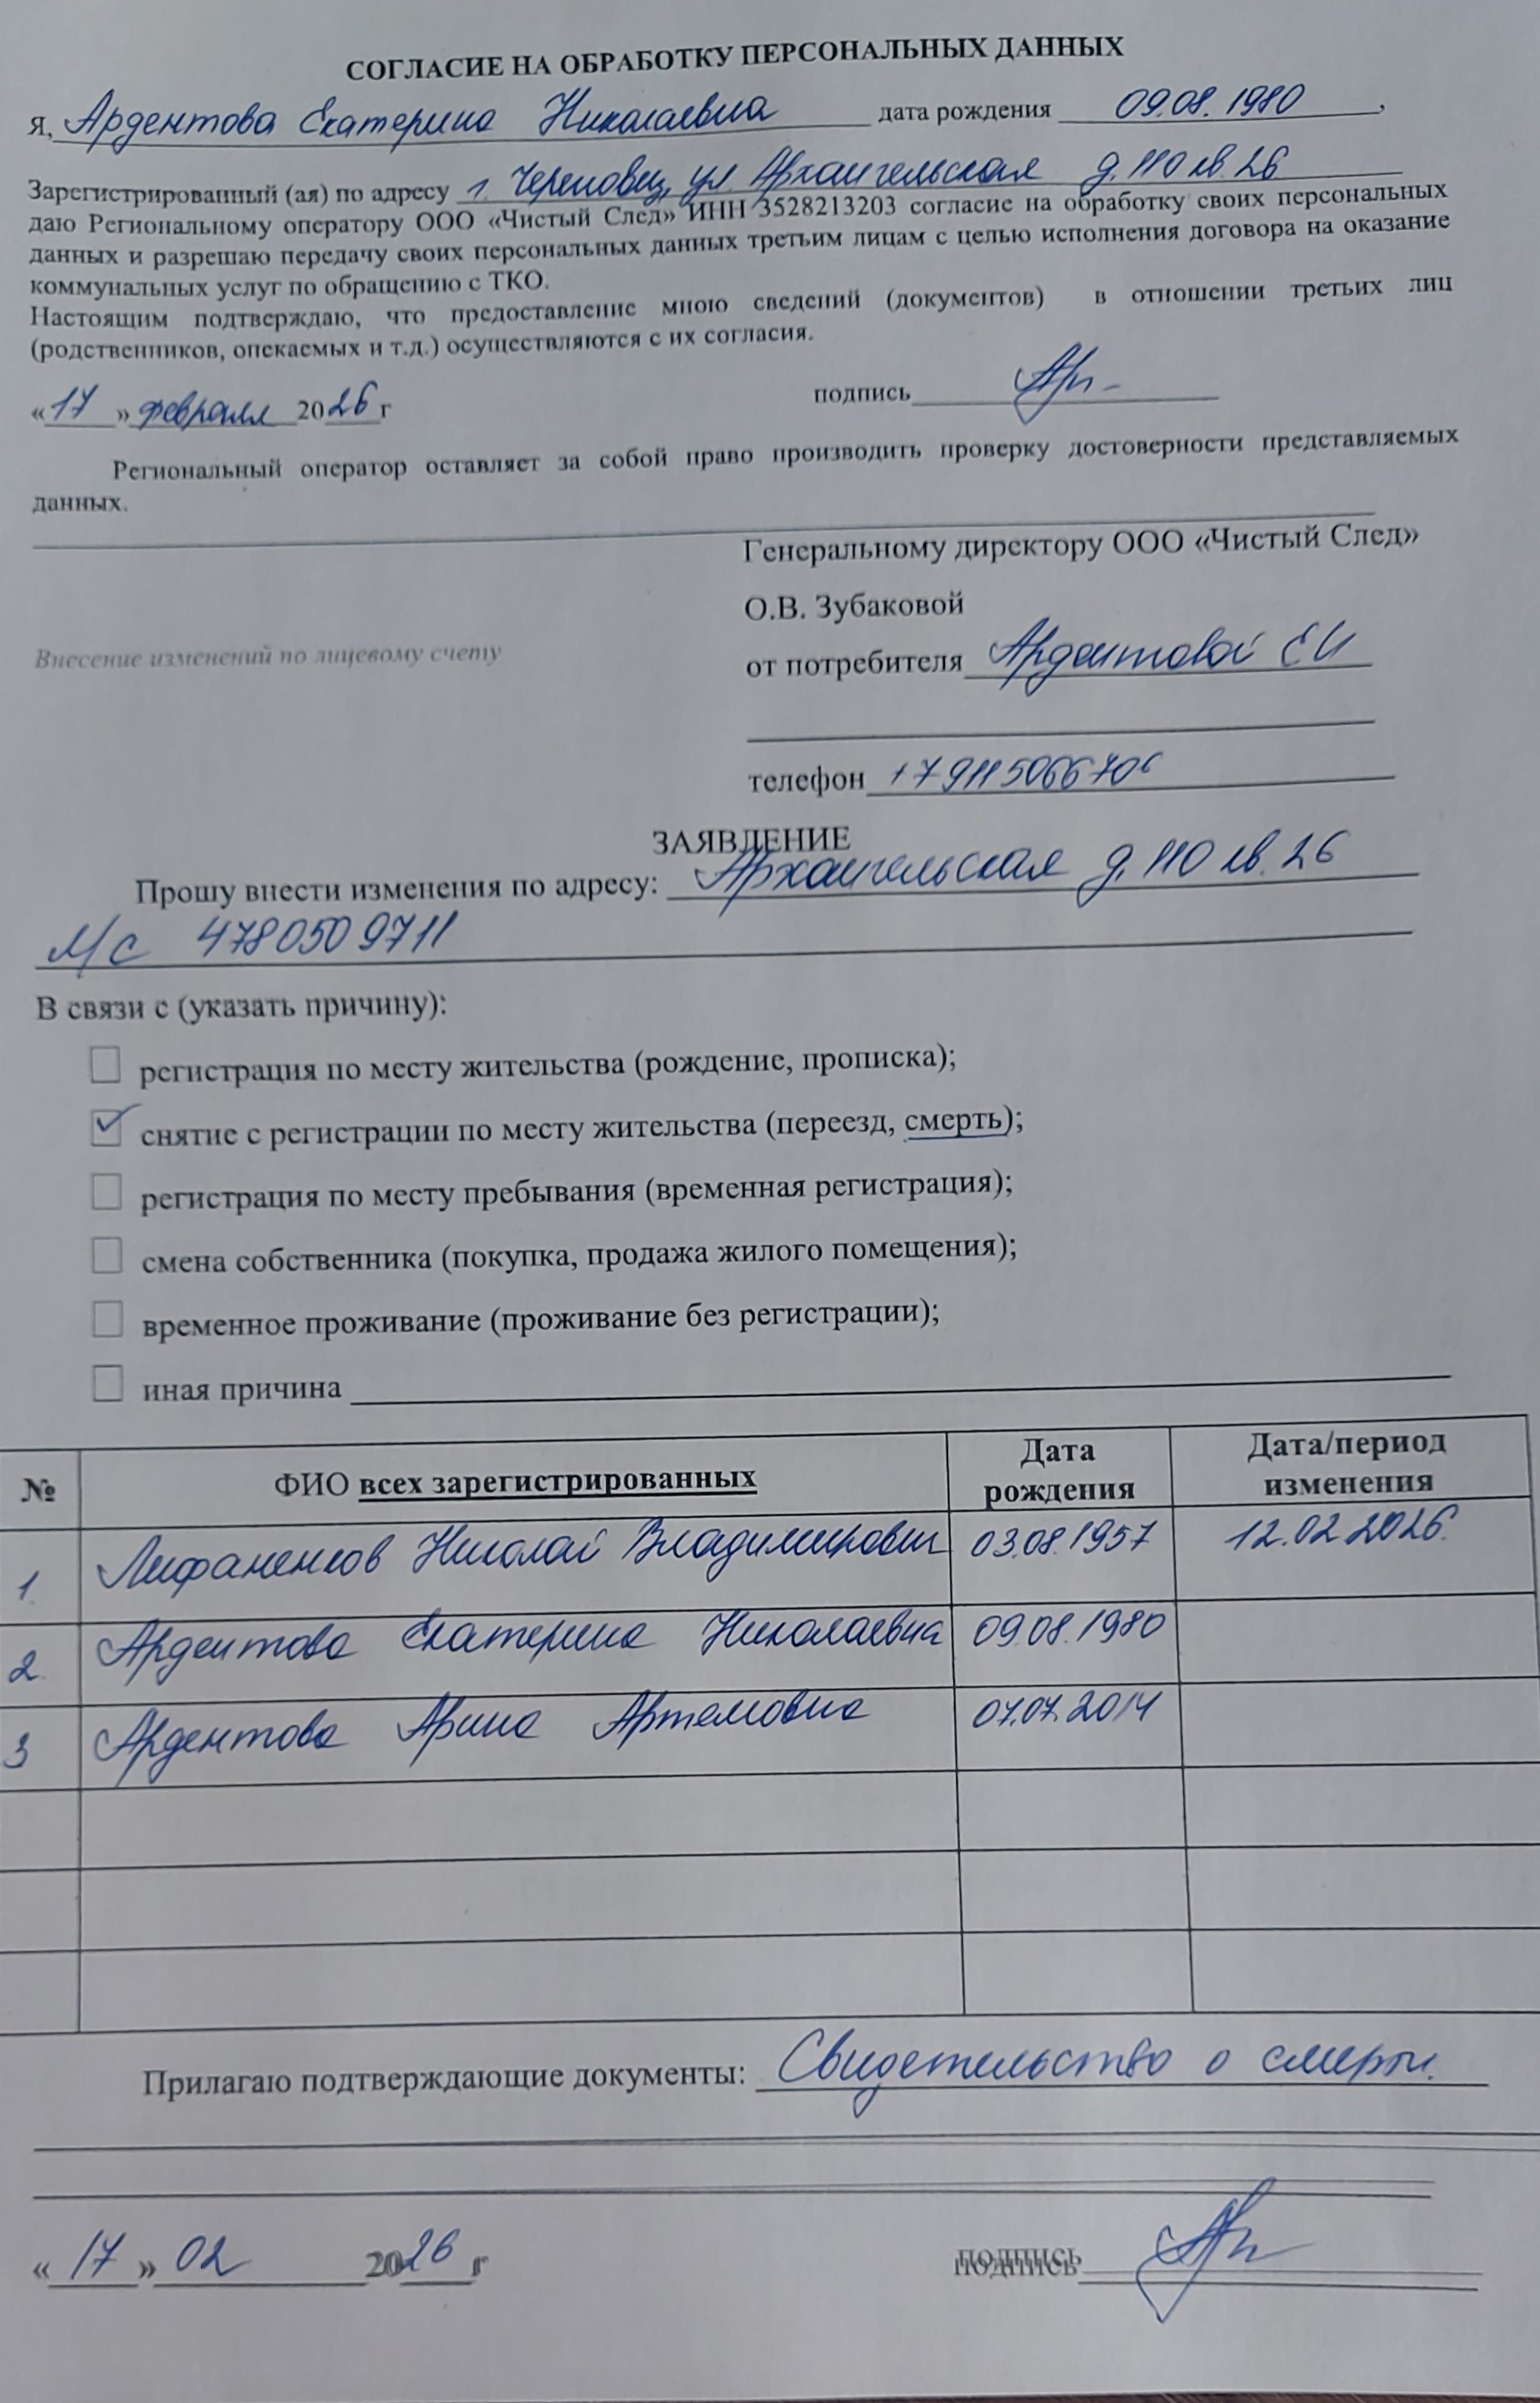 СОГЛАСИЕ НА ОБРАБОТКУ ПЕРСОНАЛЬНЫХ ДАННЫХ
Я, Ардентова Екатерина Николаевна дата рождения 09.08.1980,
Зарегистрированный (ая) по адресу г. Череповец, ул. Архангельская д. 110 кв. 26
даю Региональному оператору ООО «Чистый След» ИНН 3528213203 согласие на обработку своих персональных
данных и разрешаю передачу своих персональных данных третьим лицам с целью исполнения договора на оказание
коммунальных услуг по обращению с ТКО.
Настоящим подтверждаю, что предоставление мною сведений (документов) в отношении третьих лиц
(родственников, опекаемых и т.д.) осуществляются с их согласия.
«17» февраля 2026 г подпись
Региональный оператор оставляет за собой право производить проверку достоверности представляемых
данных.
Генеральному директору ООО «Чистый След»
О.В. Зубаковой
Внесение изменений по лицевому счету
от потребителя Ардентовой ЕН
телефон +79115066706
ЗАЯВЛЕНИЕ
Прошу внести изменения по адресу: Архангельская д. 110 кв. 26
Л/С 4780509711
В связи с (указать причину):
регистрация по месту жительства (рождение, прописка);
снятие с регистрации по месту жительства (переезд, смерть);
регистрация по месту пребывания (временная регистрация);
смена собственника (покупка, продажа жилого помещения);
временное проживание (проживание без регистрации);
иная причина
№ ФИО всех зарегистрированных Дата рождения Дата/период изменения
1. Лифаненков Николай Владимирович 03.08.1957 12.02.2026.
2 Ардентова Екатерина Николаевна 09.08.1980
3 Ардентова Арина Артемовна 07.07.2014
Прилагаю подтверждающие документы: Свидетельство о смерти.
«17» 02 2026 г подпись